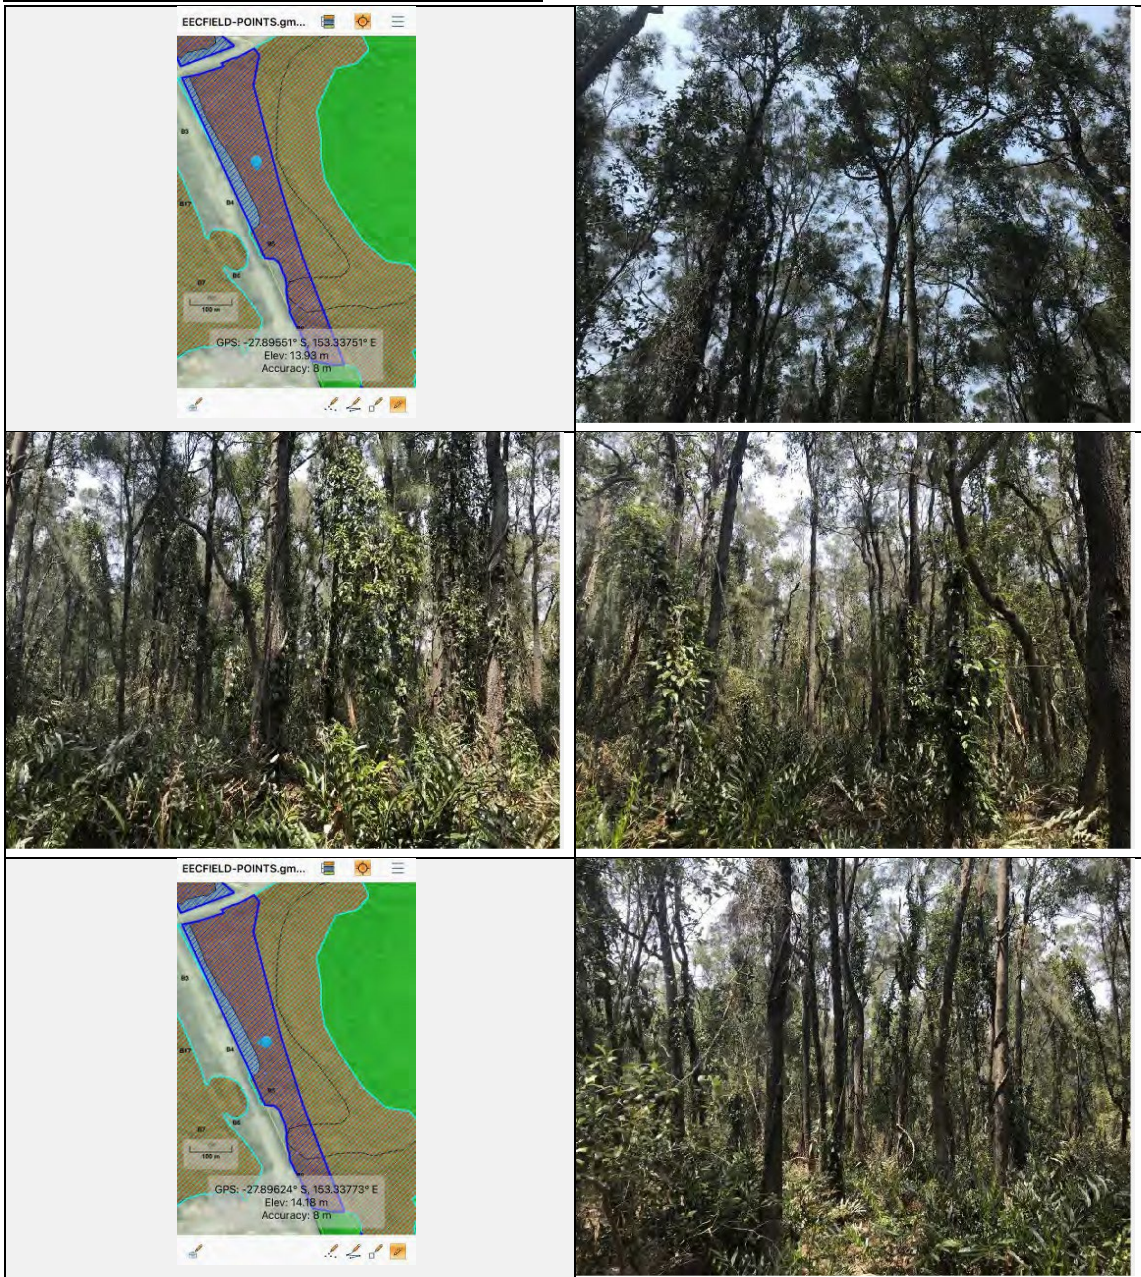 EECFIELD-POINTS.gm...
B3
B17
B4
B5
B6
B7
100 m
GPS: -27.89551° S, 153.33751° E
Elev: 13.93 m
Accuracy: 8 m
EECFIELD-POINTS.gm...
B3
B17
B4
B6
B7
100 m
GPS: -27.89624° S, 153.33773° E
Elev: 14.18 m
Accuracy: 8 m